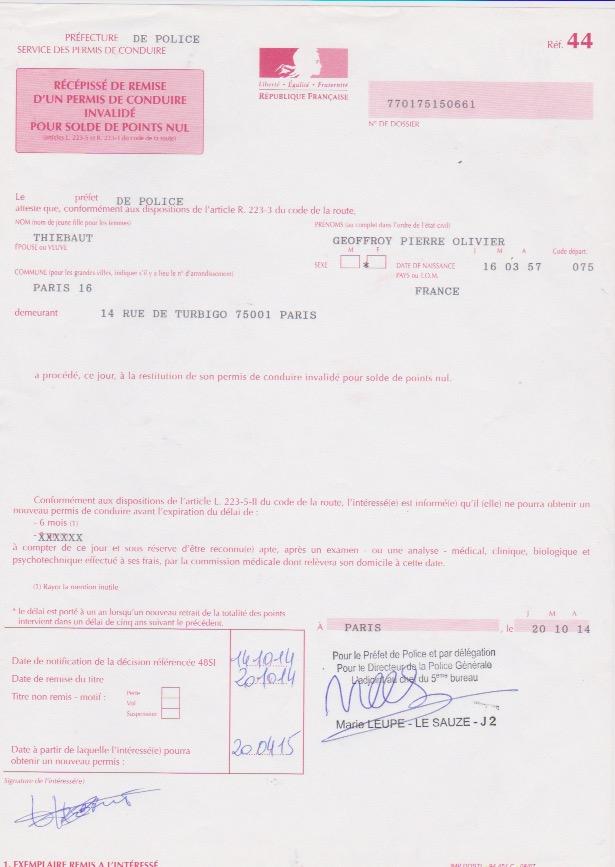 PRÉFECTURE DE POLICE
SERVICE DES PERMIS DE CONDUIRE
Réf. 44
RÉCÉPISSÉ DE REMISE
D'UN PERMIS DE CONDUIRE
INVALIDÉ
POUR SOLDE DE POINTS NUL
(articles L. 223-5 et R. 223-3 du code de la route)
Liberté • Égalité • Fraternité
RÉPUBLIQUE FRANÇAISE
770175150661
N° DE DOSSIER
Le préfet DE POLICE
atteste que, conformément aux dispositions de l'article R. 223-3 du code de la route,
NOM (nom de jeune fille pour les femmes)
PRÉNOMS (au complet dans l'ordre de l'état civil)
THIEBAUT
GEOFFROY PIERRE OLIVIER
ÉPOUSE ou VEUVE
SEXE M F * DATE DE NAISSANCE J M A 16 03 57 Code départ. 075
COMMUNE (pour les grandes villes, indiquer s'il y a lieu le n° d'arrondissement)
PAYS ou T.O.M.
PARIS 16
FRANCE
demeurant 14 RUE DE TURBIGO 75001 PARIS
a procédé, ce jour, à la restitution de son permis de conduire invalidé pour solde de points nul.
Conformément aux dispositions de l'article L. 223-5-II du code de la route, l'intéressé(e) est informé(e) qu'il (elle) ne pourra obtenir un
nouveau permis de conduire avant l'expiration du délai de :
- 6 mois (1)
- XXXXXX
à compter de ce jour et sous réserve d'être reconnu(e) apte, après un examen - ou une analyse - médical, clinique, biologique et
psychotechnique effectué à ses frais, par la commission médicale dont relèvera son domicile à cette date.
(1) Rayer la mention inutile
* le délai est porté à un an lorsqu'un nouveau retrait de la totalité des points
intervient dans un délai de cinq ans suivant le précédent.
J M A
À PARIS , le 20 10 14
Date de notification de la décision référencée 48SI 14.10.14
Date de remise du titre 20.10.14
Titre non remis - motif : Perte
Vol
Suspension
Date à partir de laquelle l'intéressé(e) pourra
obtenir un nouveau permis : 20.04.15
Pour le Préfet de Police et par délégation
Pour le Directeur de la Police Générale
L'adjoint au chef du 5ème bureau
Marie LEUPE - LE SAUZE - J 2
Signature de l'intéressé(e)
1. EXEMPLAIRE REMIS A L'INTÉRESSÉ